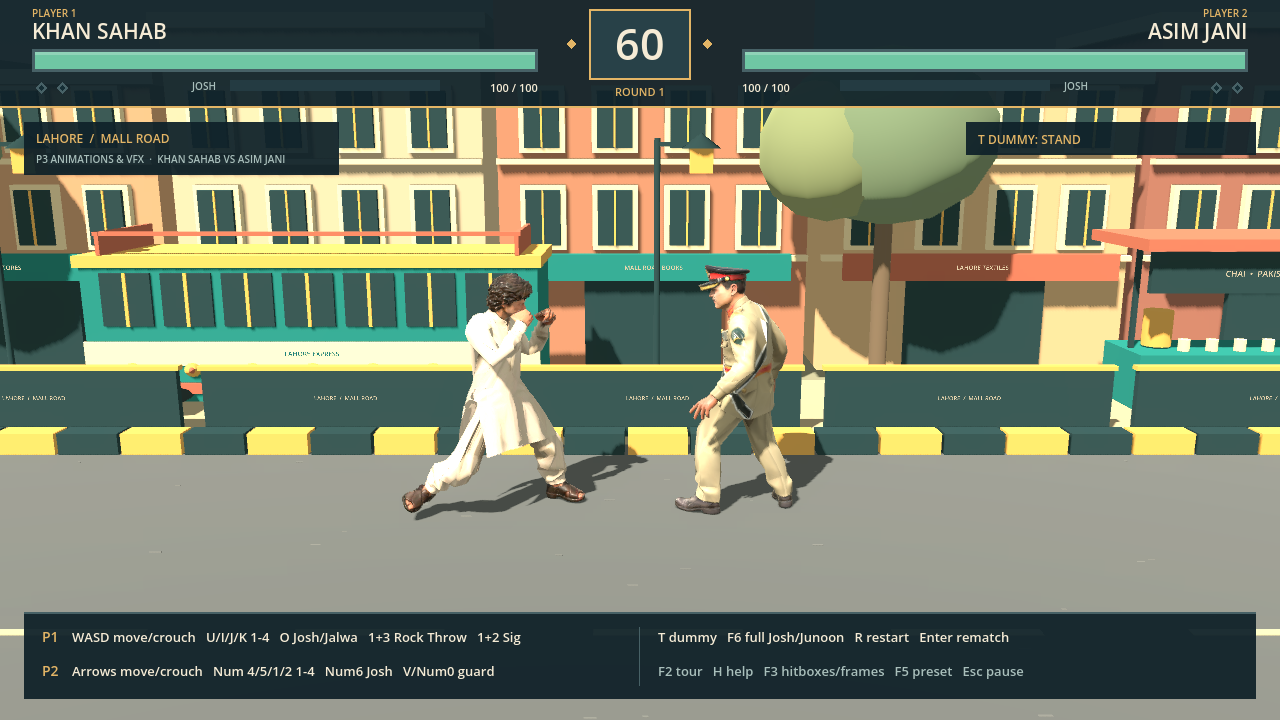 PLAYER 1
KHAN SAHAB
60
PLAYER 2
ASIM JANI
JOSH
100 / 100
ROUND 1
100 / 100
JOSH
LAHORE / MALL ROAD
P3 ANIMATIONS & VFX · KHAN SAHAB VS ASIM JANI
T DUMMY: STAND
MALL ROAD BOOKS
LAHORE TEXTILES
LAHORE EXPRESS
LAHORE / MALL ROAD
LAHORE / MALL ROAD
LAHORE / MALL ROAD
LAHORE / MALL ROAD
LAHORE /
P1 WASD move/crouch U/I/J/K 1-4 O Josh/Jalwa 1+3 Rock Throw 1+2 Sig
P2 Arrows move/crouch Num 4/5/1/2 1-4 Num6 Josh V/Num0 guard
T dummy F6 full Josh/Junoon R restart Enter rematch
F2 tour H help F3 hitboxes/frames F5 preset Esc pause